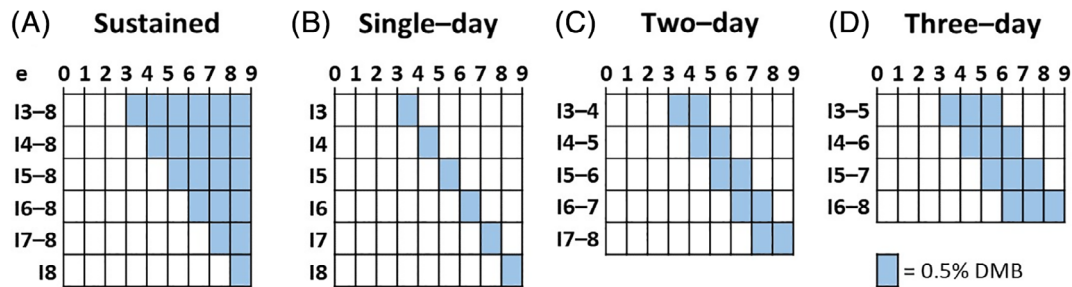 (A) Sustained
e 0 1 2 3 4 5 6 7 8 9
I3–8
I4–8
I5–8
I6–8
I7–8
I8
(B) Single–day
0 1 2 3 4 5 6 7 8 9
I3
I4
I5
I6
I7
I8
(C) Two–day
0 1 2 3 4 5 6 7 8 9
I3–4
I4–5
I5–6
I6–7
I7–8
(D) Three–day
0 1 2 3 4 5 6 7 8 9
I3–5
I4–6
I5–7
I6–8
= 0.5% DMB